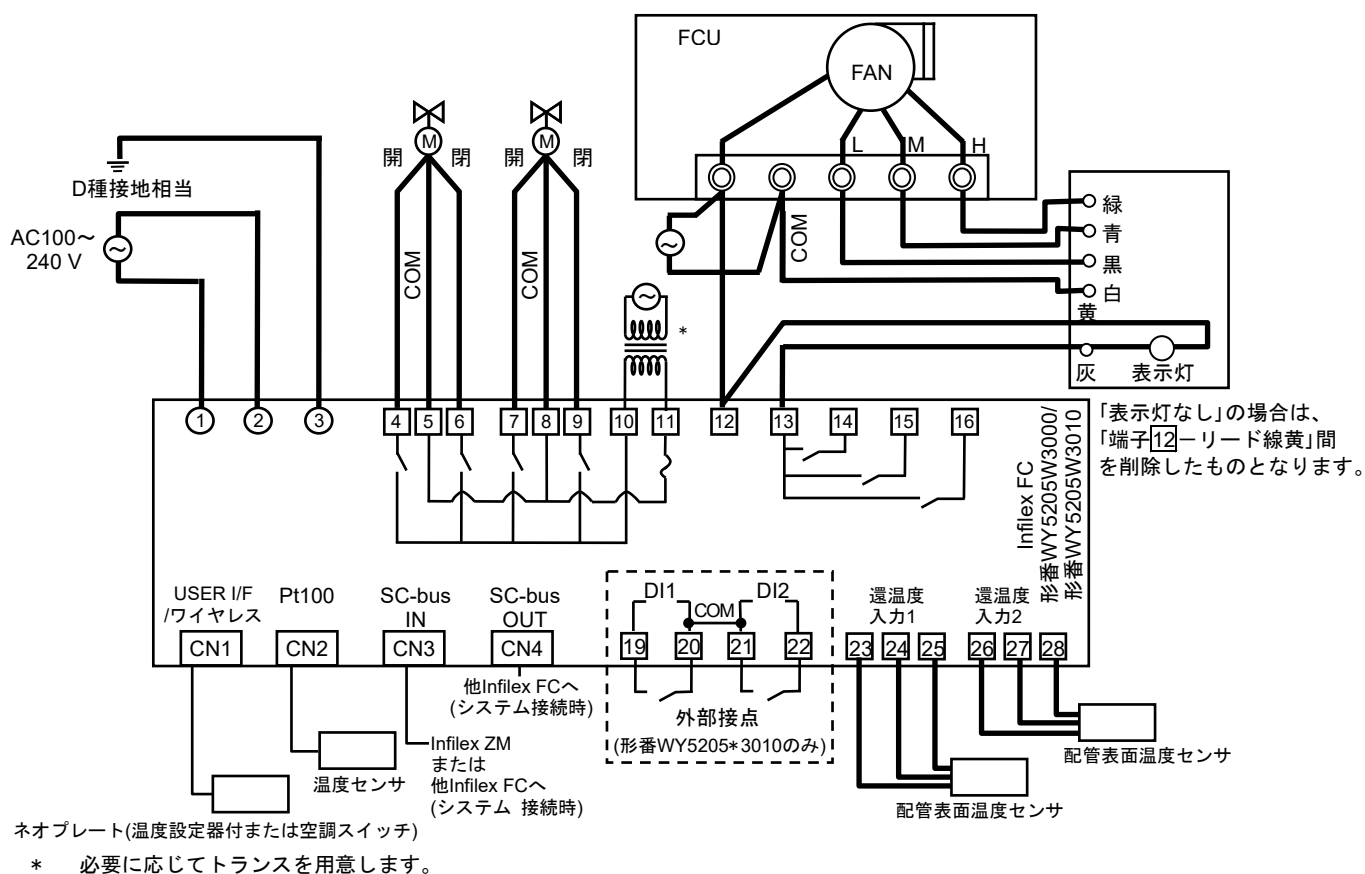 FCU
FAN
L M H
COM
緑
青
黒
白
黄
灰
表示灯
「表示灯なし」の場合は、
「端子12－リード線黄」間
を削除したものとなります。
D種接地相当
AC100～
240 V
～
M
開 閉
COM
M
開 閉
COM
～
～
*
1 2 3 4 5 6 7 8 9 10 11 12 13 14 15 16
Infilex FC
形番WY5205W3000/
形番WY5205W3010
USER I/F
/ワイヤレス
CN1
Pt100
CN2
SC-bus
IN
CN3
SC-bus
OUT
CN4
DI1 DI2
COM
19 20 21 22
外部接点
(形番WY5205*3010のみ)
還温度
入力1
還温度
入力2
23 24 25 26 27 28
他Infilex FCへ
(システム接続時)
Infilex ZM
または
他Infilex FCへ
(システム 接続時)
温度センサ
配管表面温度センサ
配管表面温度センサ
ネオプレート(温度設定器付または空調スイッチ)
* 必要に応じてトランスを用意します。